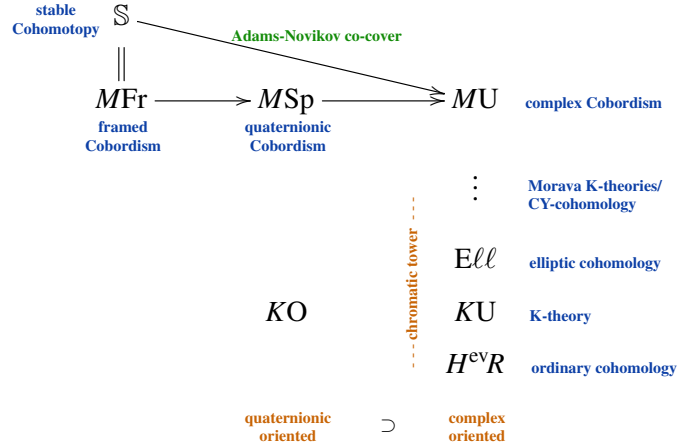 stable
Cohomotopy
𝕊
Adams-Novikov co-cover
MFr
MSp
MU
complex Cobordism
framed
Cobordism
quaternionic
Cobordism
⋮
Morava K-theories/
CY-cohomology
chromatic tower
Eℓℓ
elliptic cohomology
KO
KU
K-theory
HᵉᵛR
ordinary cohomology
quaternionic
oriented
⊃
complex
oriented